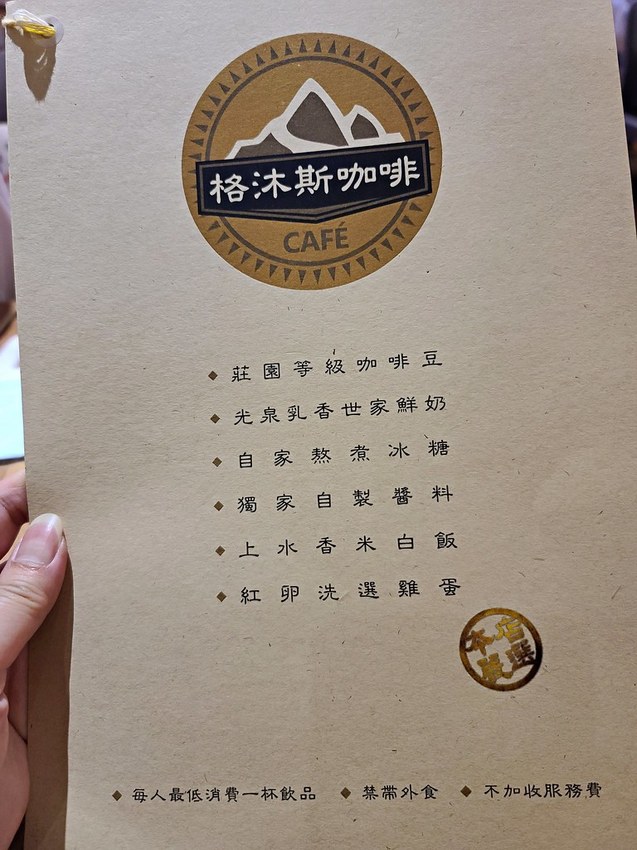 格沐斯咖啡
CAFÉ
◆ 莊園等級咖啡豆
◆ 光泉乳香世家鮮奶
◆ 自家熬煮冰糖
◆ 獨家自製醬料
◆ 上水香米白飯
◆ 紅卵洗選雞蛋
本店
嚴選
◆ 每人最低消費一杯飲品 ◆ 禁帶外食 ◆ 不加收服務費